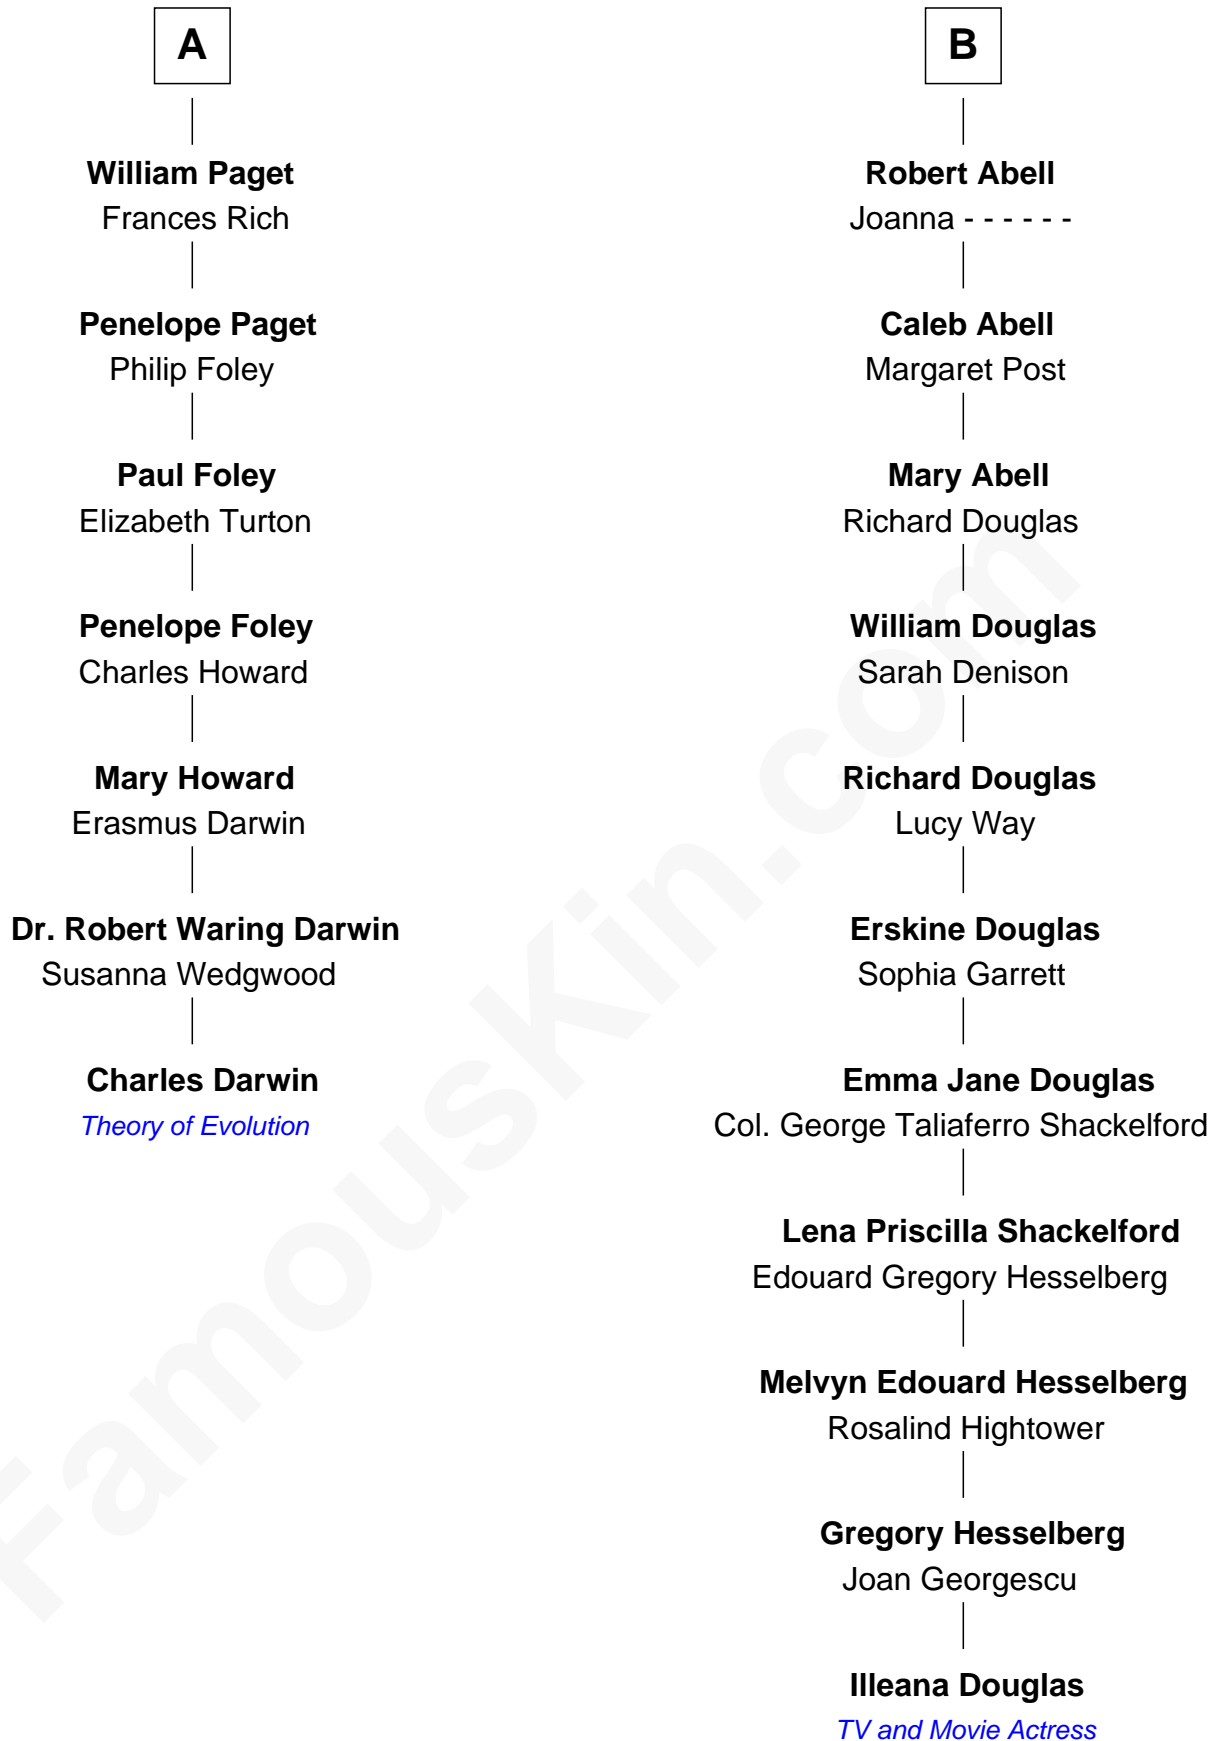 A
William Paget
Frances Rich
Penelope Paget
Philip Foley
Paul Foley
Elizabeth Turton
Penelope Foley
Charles Howard
Mary Howard
Erasmus Darwin
Dr. Robert Waring Darwin
Susanna Wedgwood
Charles Darwin
Theory of Evolution
B
Robert Abell
Joanna - - - - - -
Caleb Abell
Margaret Post
Mary Abell
Richard Douglas
William Douglas
Sarah Denison
Richard Douglas
Lucy Way
Erskine Douglas
Sophia Garrett
Emma Jane Douglas
Col. George Taliaferro Shackelford
Lena Priscilla Shackelford
Edouard Gregory Hesselberg
Melvyn Edouard Hesselberg
Rosalind Hightower
Gregory Hesselberg
Joan Georgescu
Illeana Douglas
TV and Movie Actress
FamousKin.com